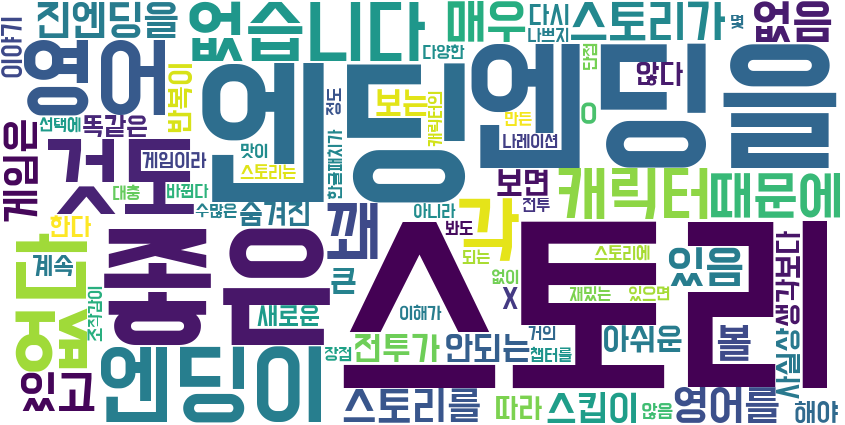 진엔딩을
없습니다
매우
다시
스토리가
몇
없음
이야기
영어
다양한
나쁘지
단점
않다
엔딩
엔딩을
반복이
정도
보는
캐릭터의
만든
나레이션
선택에
똑같은
게임은
것도
게임이라
맛이
스토리는
한글패치가
보면
캐릭터
때문에
대충
바뀐다
수많은
숨겨진
꽤
아니라
각
전투
한다
좋은
스토리
봐도
되는
없다
계속
큰
없이
X
스토리에
있음
생각보다
조작감이
새로운
이해가
재밌는
있으면
엔딩이
장점
전투가
안되는
거의
챕터를
아쉬운
볼
사실상
있고
스토리를
따라
스킵이
않음
영어를
해야